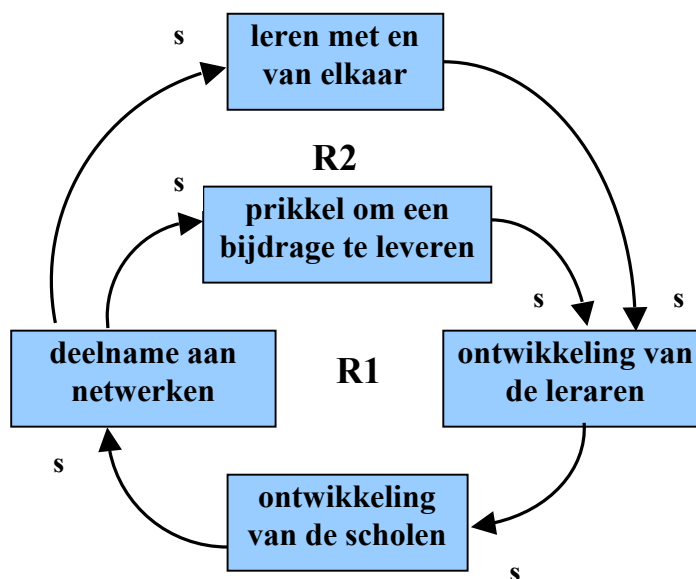 s
leren met en
van elkaar
R2
s
prikkel om een
bijdrage te leveren
s
s
deelname aan
netwerken
R1
ontwikkeling van
de leraren
s
ontwikkeling
van de scholen
s